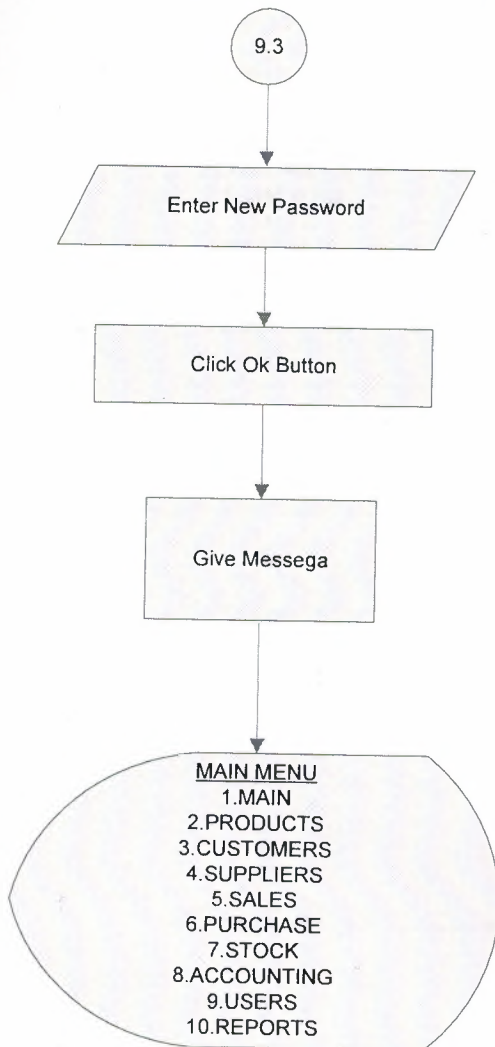 9.3
Enter New Password
Click Ok Button
Give Messega
MAIN MENU
1.MAIN
2.PRODUCTS
3.CUSTOMERS
4.SUPPLIERS
5.SALES
6.PURCHASE
7.STOCK
8.ACCOUNTING
9.USERS
10.REPORTS